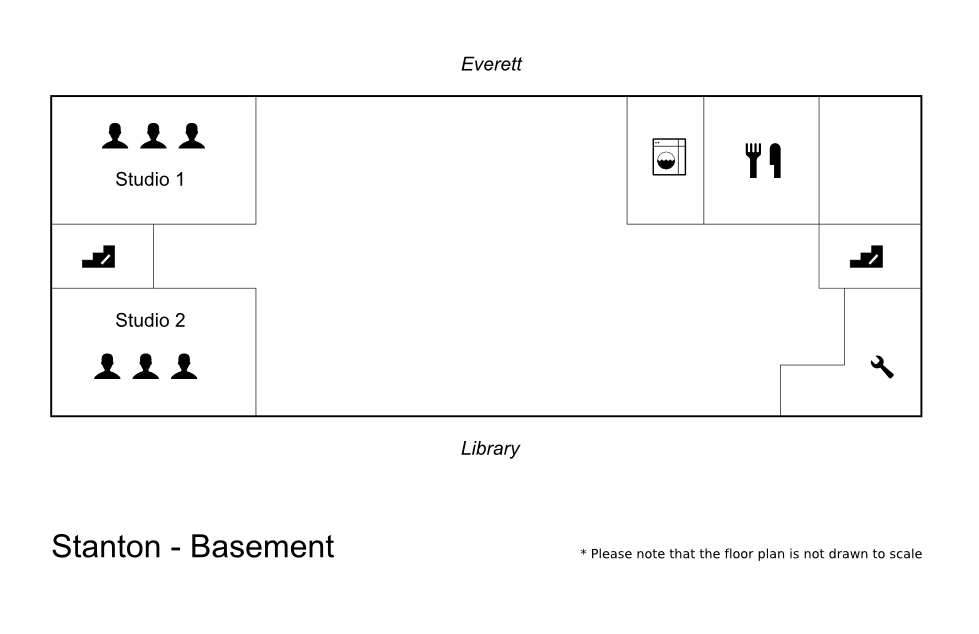 Everett
Studio 1
Studio 2
Library
Stanton - Basement
* Please note that the floor plan is not drawn to scale